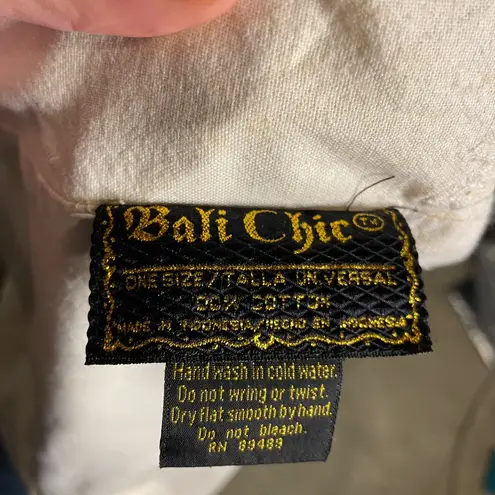 Bali Chic © TM
ONE SIZE/TALLA UNIVERSAL
COTTON
MADE IN INDONESIA/HECHO EN INDONESIA
Hand wash in cold water.
Do not wring or twist.
Dry flat smooth by hand.
Do not bleach.
RN 89489